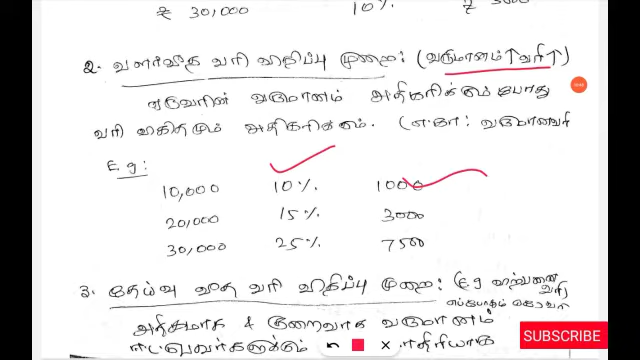 ₹ 30,000 10%
2. வளர்வீத வரி விதிப்பு முறை: (வருமானம்↑வரி↑)
ஒருவரின் வருமானம் அதிகரிக்கும்போது
வரி விகிதமும் அதிகரிக்கும். (எ.கா: வருமானவரி
E.g:
10,000 10% 1000
20,000 15% 3000
30,000 25% 7500
3. தேய்வு வீத வரி விதிப்பு முறை: (E.g விற்பனை வரி)
அதிகமாக & குறைவாக வருமானம்
ஈட்டுபவர்களுக்கும்
SUBSCRIBE